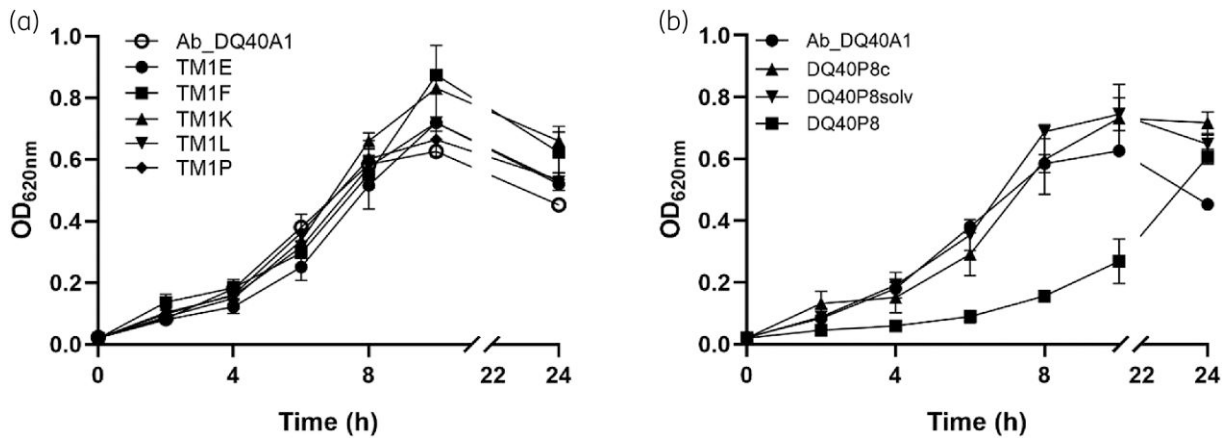 (a)
Ab_DQ40A1
TM1E
TM1F
TM1K
TM1L
TM1P
OD620nm
1.0
0.8
0.6
0.4
0.2
0.0
0
4
8
22
24
Time (h)
(b)
Ab_DQ40A1
DQ40P8c
DQ40P8solv
DQ40P8
OD620nm
1.0
0.8
0.6
0.4
0.2
0.0
0
4
8
22
24
Time (h)